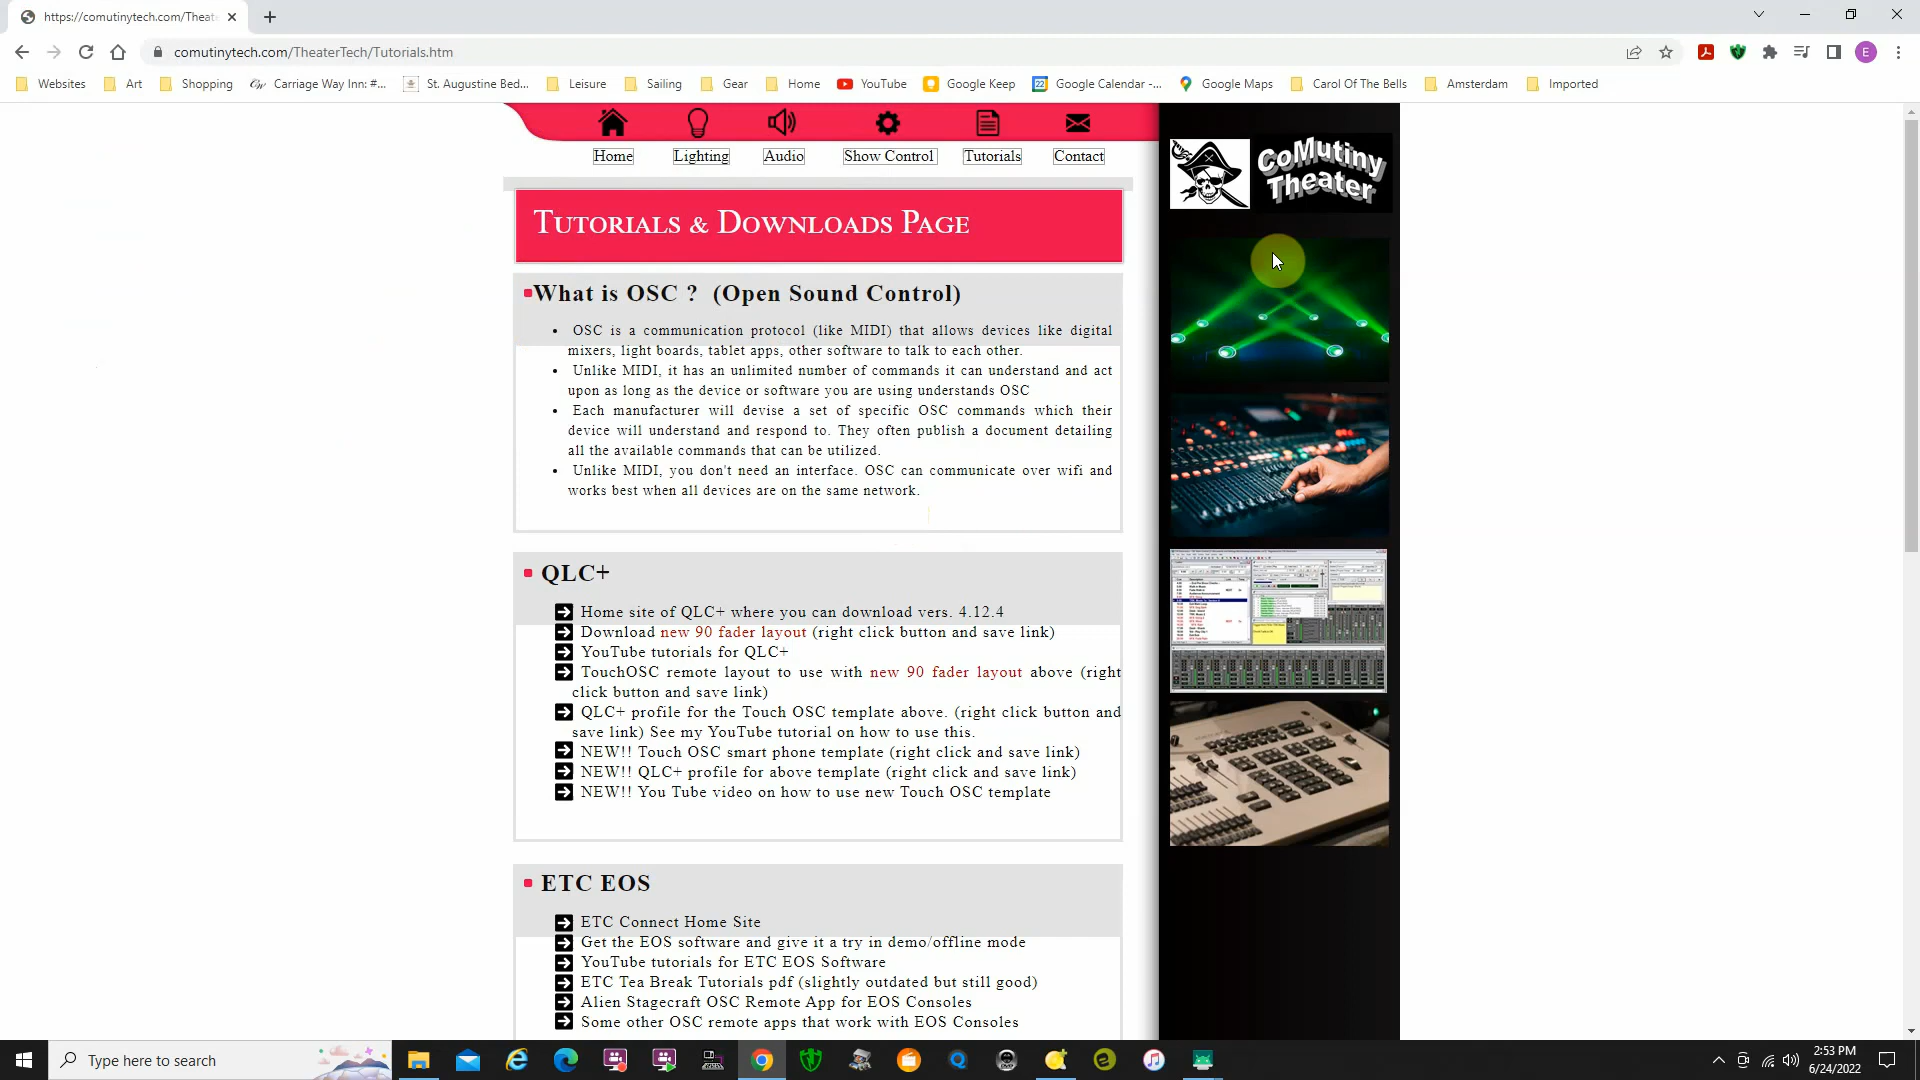 https://comutinytech.com/Theate
comutinytech.com/TheaterTech/Tutorials.htm
E
Websites Art Shopping Carriage Way Inn: #... St. Augustine Bed... Leisure Sailing Gear Home YouTube Google Keep 22 Google Calendar -... Google Maps Carol Of The Bells Amsterdam Imported
Home Lighting Audio Show Control Tutorials Contact
CoMutiny
Theater
Tutorials & Downloads Page
What is OSC ? (Open Sound Control)
• OSC is a communication protocol (like MIDI) that allows devices like digital
mixers, light boards, tablet apps, other software to talk to each other.
• Unlike MIDI, it has an unlimited number of commands it can understand and act
upon as long as the device or software you are using understands OSC
• Each manufacturer will devise a set of specific OSC commands which their
device will understand and respond to. They often publish a document detailing
all the available commands that can be utilized.
• Unlike MIDI, you don't need an interface. OSC can communicate over wifi and
works best when all devices are on the same network.
QLC+
Home site of QLC+ where you can download vers. 4.12.4
Download new 90 fader layout (right click button and save link)
YouTube tutorials for QLC+
TouchOSC remote layout to use with new 90 fader layout above (right
click button and save link)
QLC+ profile for the Touch OSC template above. (right click button and
save link) See my YouTube tutorial on how to use this.
NEW!! Touch OSC smart phone template (right click and save link)
NEW!! QLC+ profile for above template (right click and save link)
NEW!! You Tube video on how to use new Touch OSC template
ETC EOS
ETC Connect Home Site
Get the EOS software and give it a try in demo/offline mode
YouTube tutorials for ETC EOS Software
ETC Tea Break Tutorials pdf (slightly outdated but still good)
Alien Stagecraft OSC Remote App for EOS Consoles
Some other OSC remote apps that work with EOS Consoles
Type here to search
2:53 PM
6/24/2022